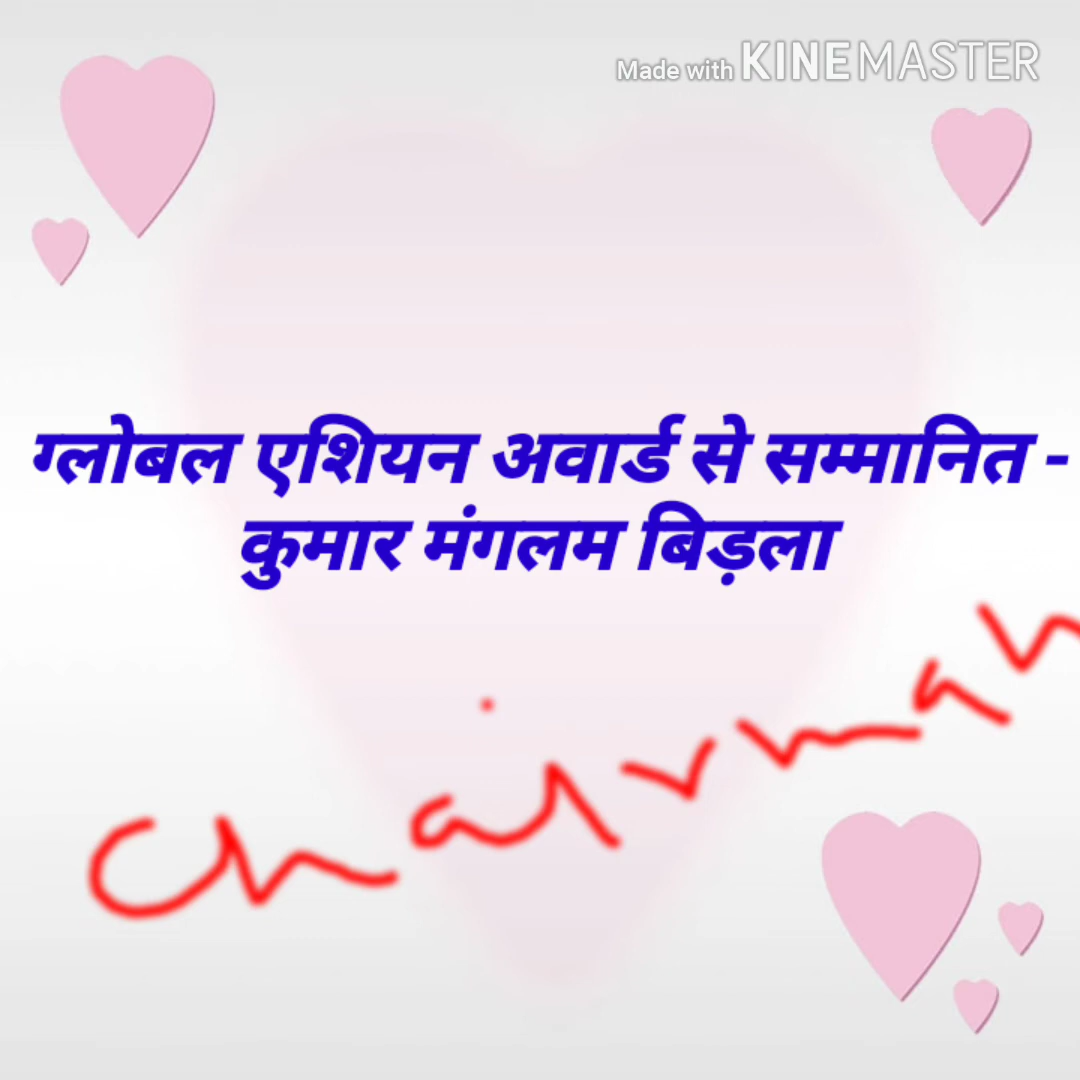 Made with KINEMASTER
ग्लोबल एशियन अवार्ड से सम्मानित -
कुमार मंगलम बिड़ला
Chairman